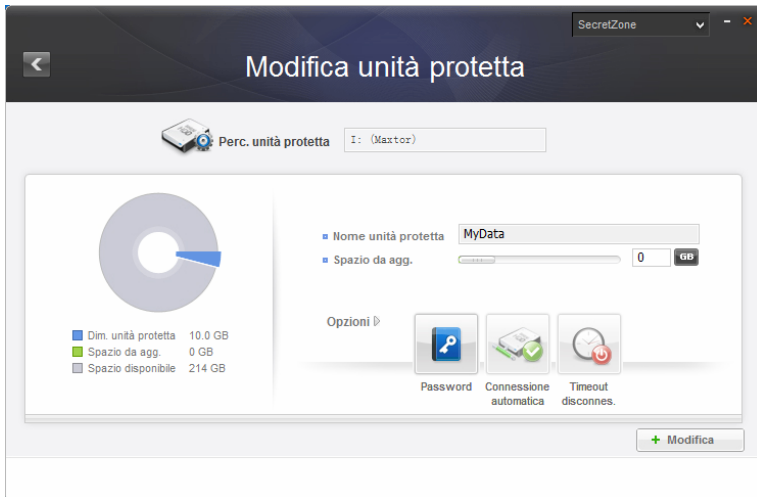 SecretZone
Modifica unità protetta
Perc. unità protetta I: (Maxtor)
Nome unità protetta MyData
Spazio da agg. 0 GB
Opzioni
Dim. unità protetta 10.0 GB
Spazio da agg. 0 GB
Spazio disponibile 214 GB
Password
Connessione automatica
Timeout disconnes.
+ Modifica